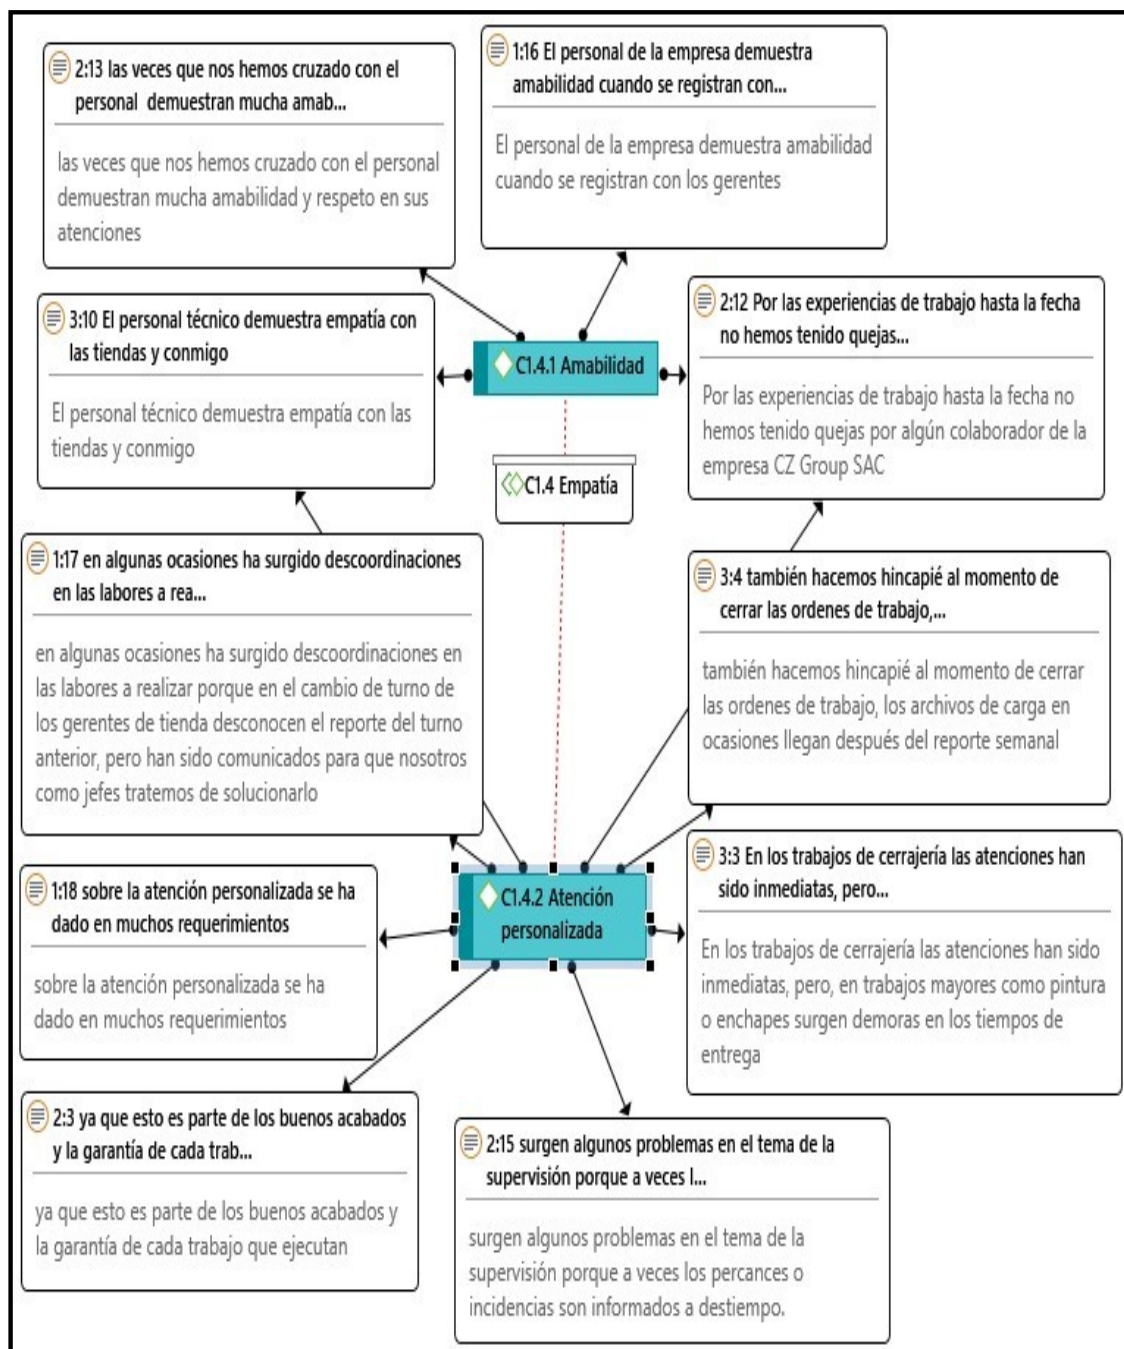 2:13 las veces que nos hemos cruzado con el
personal demuestran mucha amab...
las veces que nos hemos cruzado con el personal
demuestran mucha amabilidad y respeto en sus
atenciones
1:16 El personal de la empresa demuestra
amabilidad cuando se registran con...
El personal de la empresa demuestra amabilidad
cuando se registran con los gerentes
3:10 El personal técnico demuestra empatía con
las tiendas y conmigo
El personal técnico demuestra empatía con las
tiendas y conmigo
C1.4.1 Amabilidad
2:12 Por las experiencias de trabajo hasta la fecha
no hemos tenido quejas...
Por las experiencias de trabajo hasta la fecha no
hemos tenido quejas por algún colaborador de la
empresa CZ Group SAC
C1.4 Empatía
1:17 en algunas ocasiones ha surgido descoordinaciones
en las labores a rea...
en algunas ocasiones ha surgido descoordinaciones en
las labores a realizar porque en el cambio de turno de
los gerentes de tienda desconocen el reporte del turno
anterior, pero han sido comunicados para que nosotros
como jefes tratemos de solucionarlo
3:4 también hacemos hincapié al momento de
cerrar las ordenes de trabajo,...
también hacemos hincapié al momento de cerrar
las ordenes de trabajo, los archivos de carga en
ocasiones llegan después del reporte semanal
C1.4.2 Atención
personalizada
1:18 sobre la atención personalizada se ha
dado en muchos requerimientos
sobre la atención personalizada se ha
dado en muchos requerimientos
3:3 En los trabajos de cerrajería las atenciones han
sido inmediatas, pero...
En los trabajos de cerrajería las atenciones han sido
inmediatas, pero, en trabajos mayores como pintura
o enchapes surgen demoras en los tiempos de
entrega
2:3 ya que esto es parte de los buenos acabados
y la garantía de cada trab...
ya que esto es parte de los buenos acabados y
la garantía de cada trabajo que ejecutan
2:15 surgen algunos problemas en el tema de la
supervisión porque a veces l...
surgen algunos problemas en el tema de la
supervisión porque a veces los percances o
incidencias son informados a destiempo.